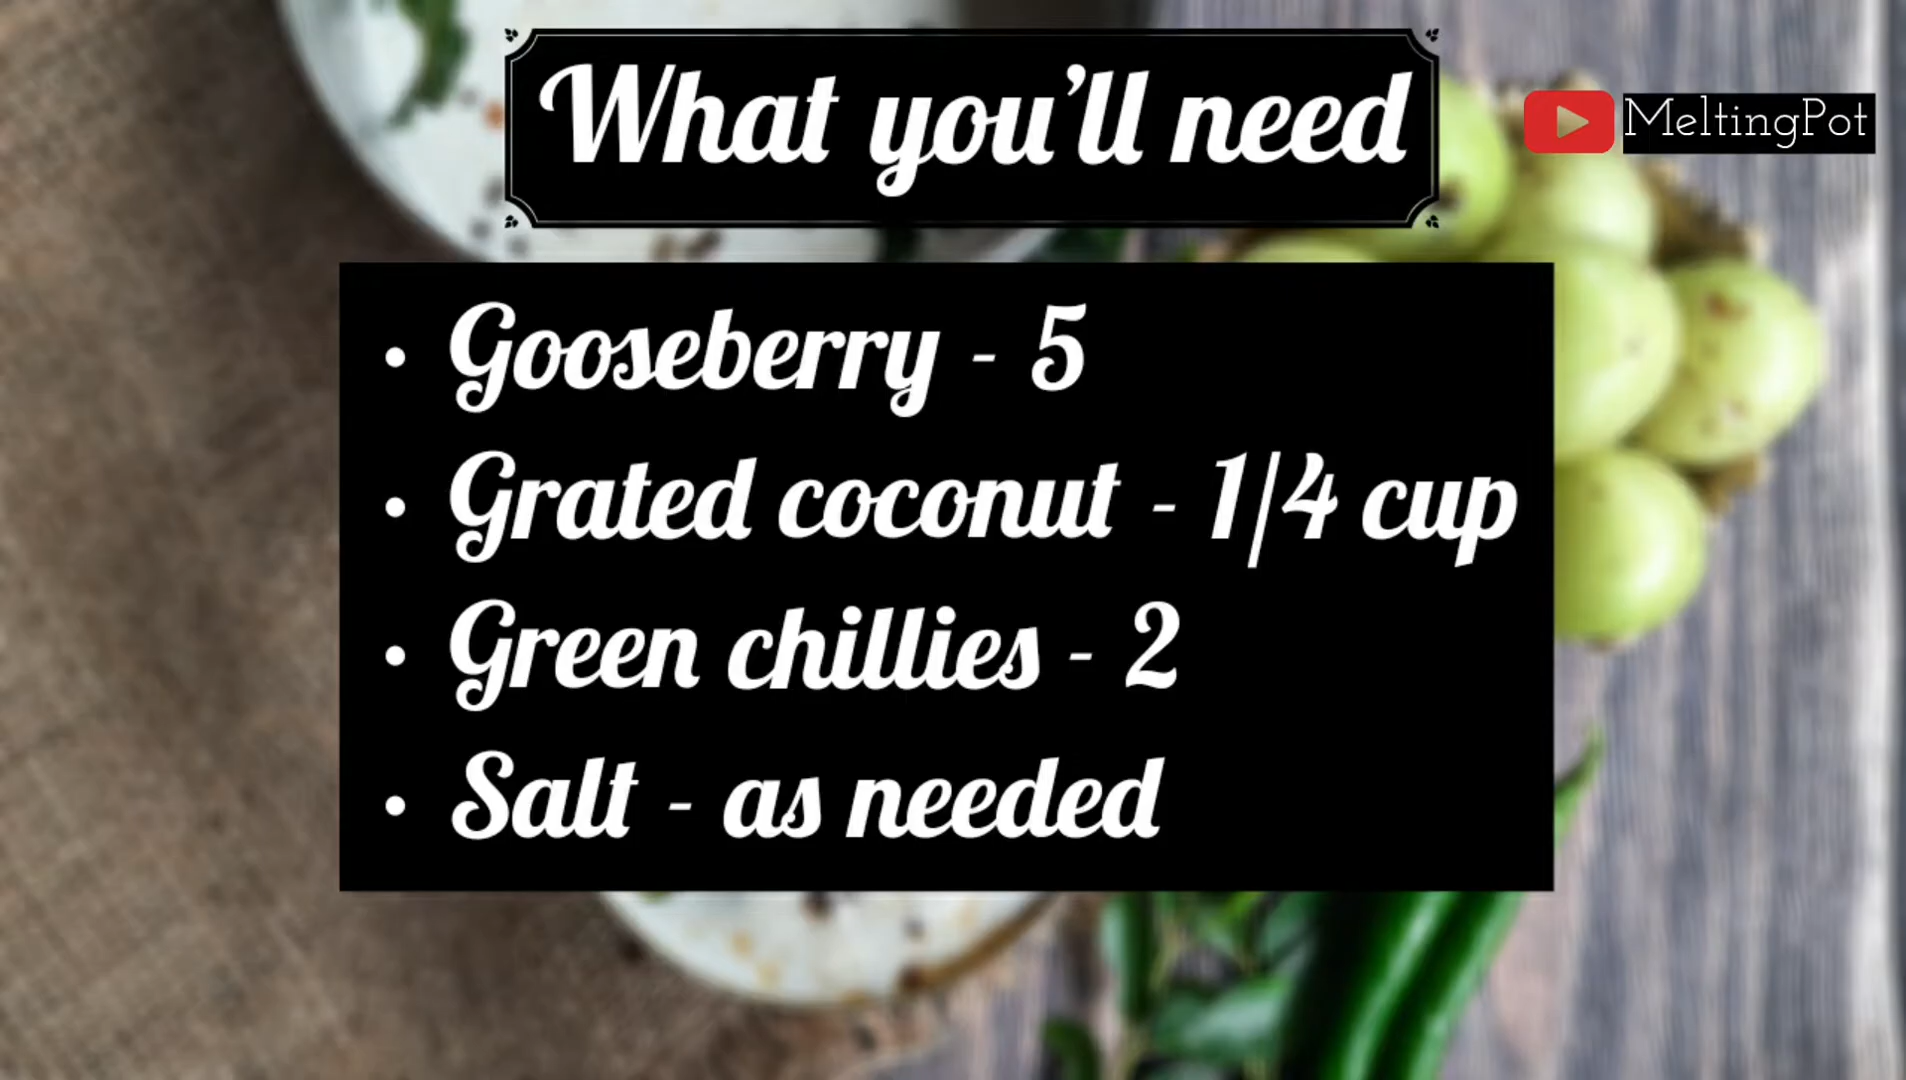 What you’ll need
MeltingPot
• Gooseberry - 5
• Grated coconut - 1/4 cup
• Green chillies - 2
• Salt - as needed